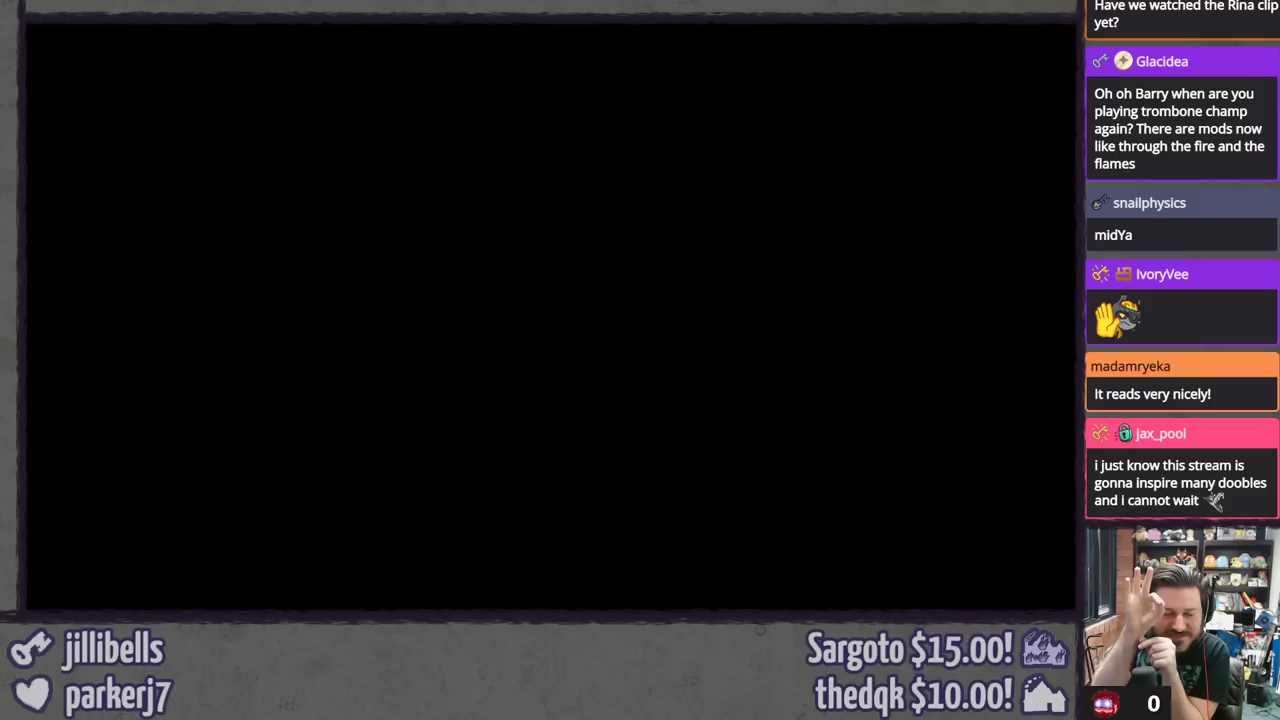 Have we watched the Rina clip
yet?
Glacidea
Oh oh Barry when are you
playing trombone champ
again? There are mods now
like through the fire and the
flames
snailphysics
midYa
IvoryVee
madamryeka
It reads very nicely!
jax_pool
i just know this stream is
gonna inspire many doobles
and i cannot wait
jillibells
parkerj7
Sargoto $15.00!
thedqk $10.00!
0